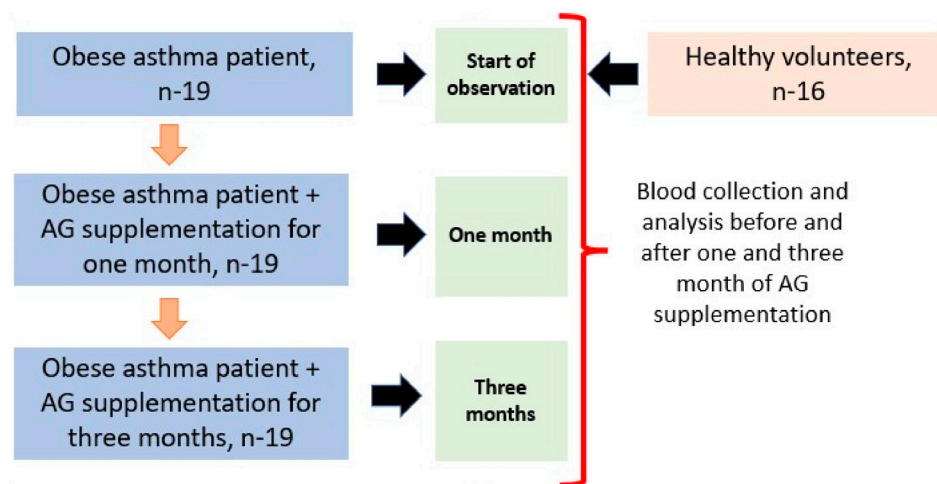 Obese asthma patient,
n-19
Start of
observation
Healthy volunteers,
n-16
Obese asthma patient +
AG supplementation for
one month, n-19
One month
Blood collection and
analysis before and
after one and three
month of AG
supplementation
Obese asthma patient +
AG supplementation for
three months, n-19
Three
months